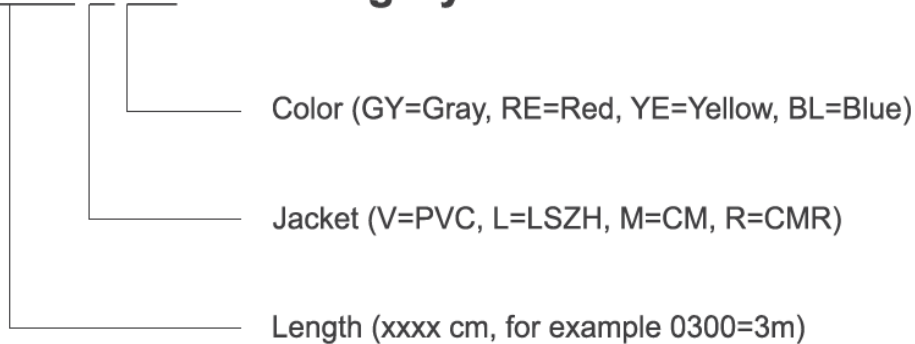 Color (GY=Gray, RE=Red, YE=Yellow, BL=Blue)
Jacket (V=PVC, L=LSZH, M=CM, R=CMR)
Length (xxxx cm, for example 0300=3m)